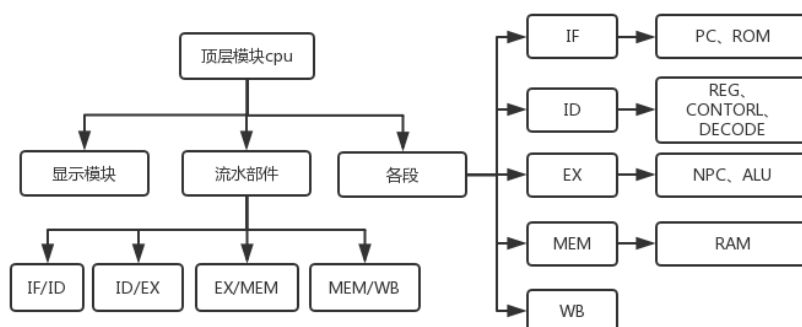 顶层模块cpu
显示模块
流水部件
各段
IF/ID
ID/EX
EX/MEM
MEM/WB
IF
PC、ROM
ID
REG、
CONTORL、
DECODE
EX
NPC、ALU
MEM
RAM
WB